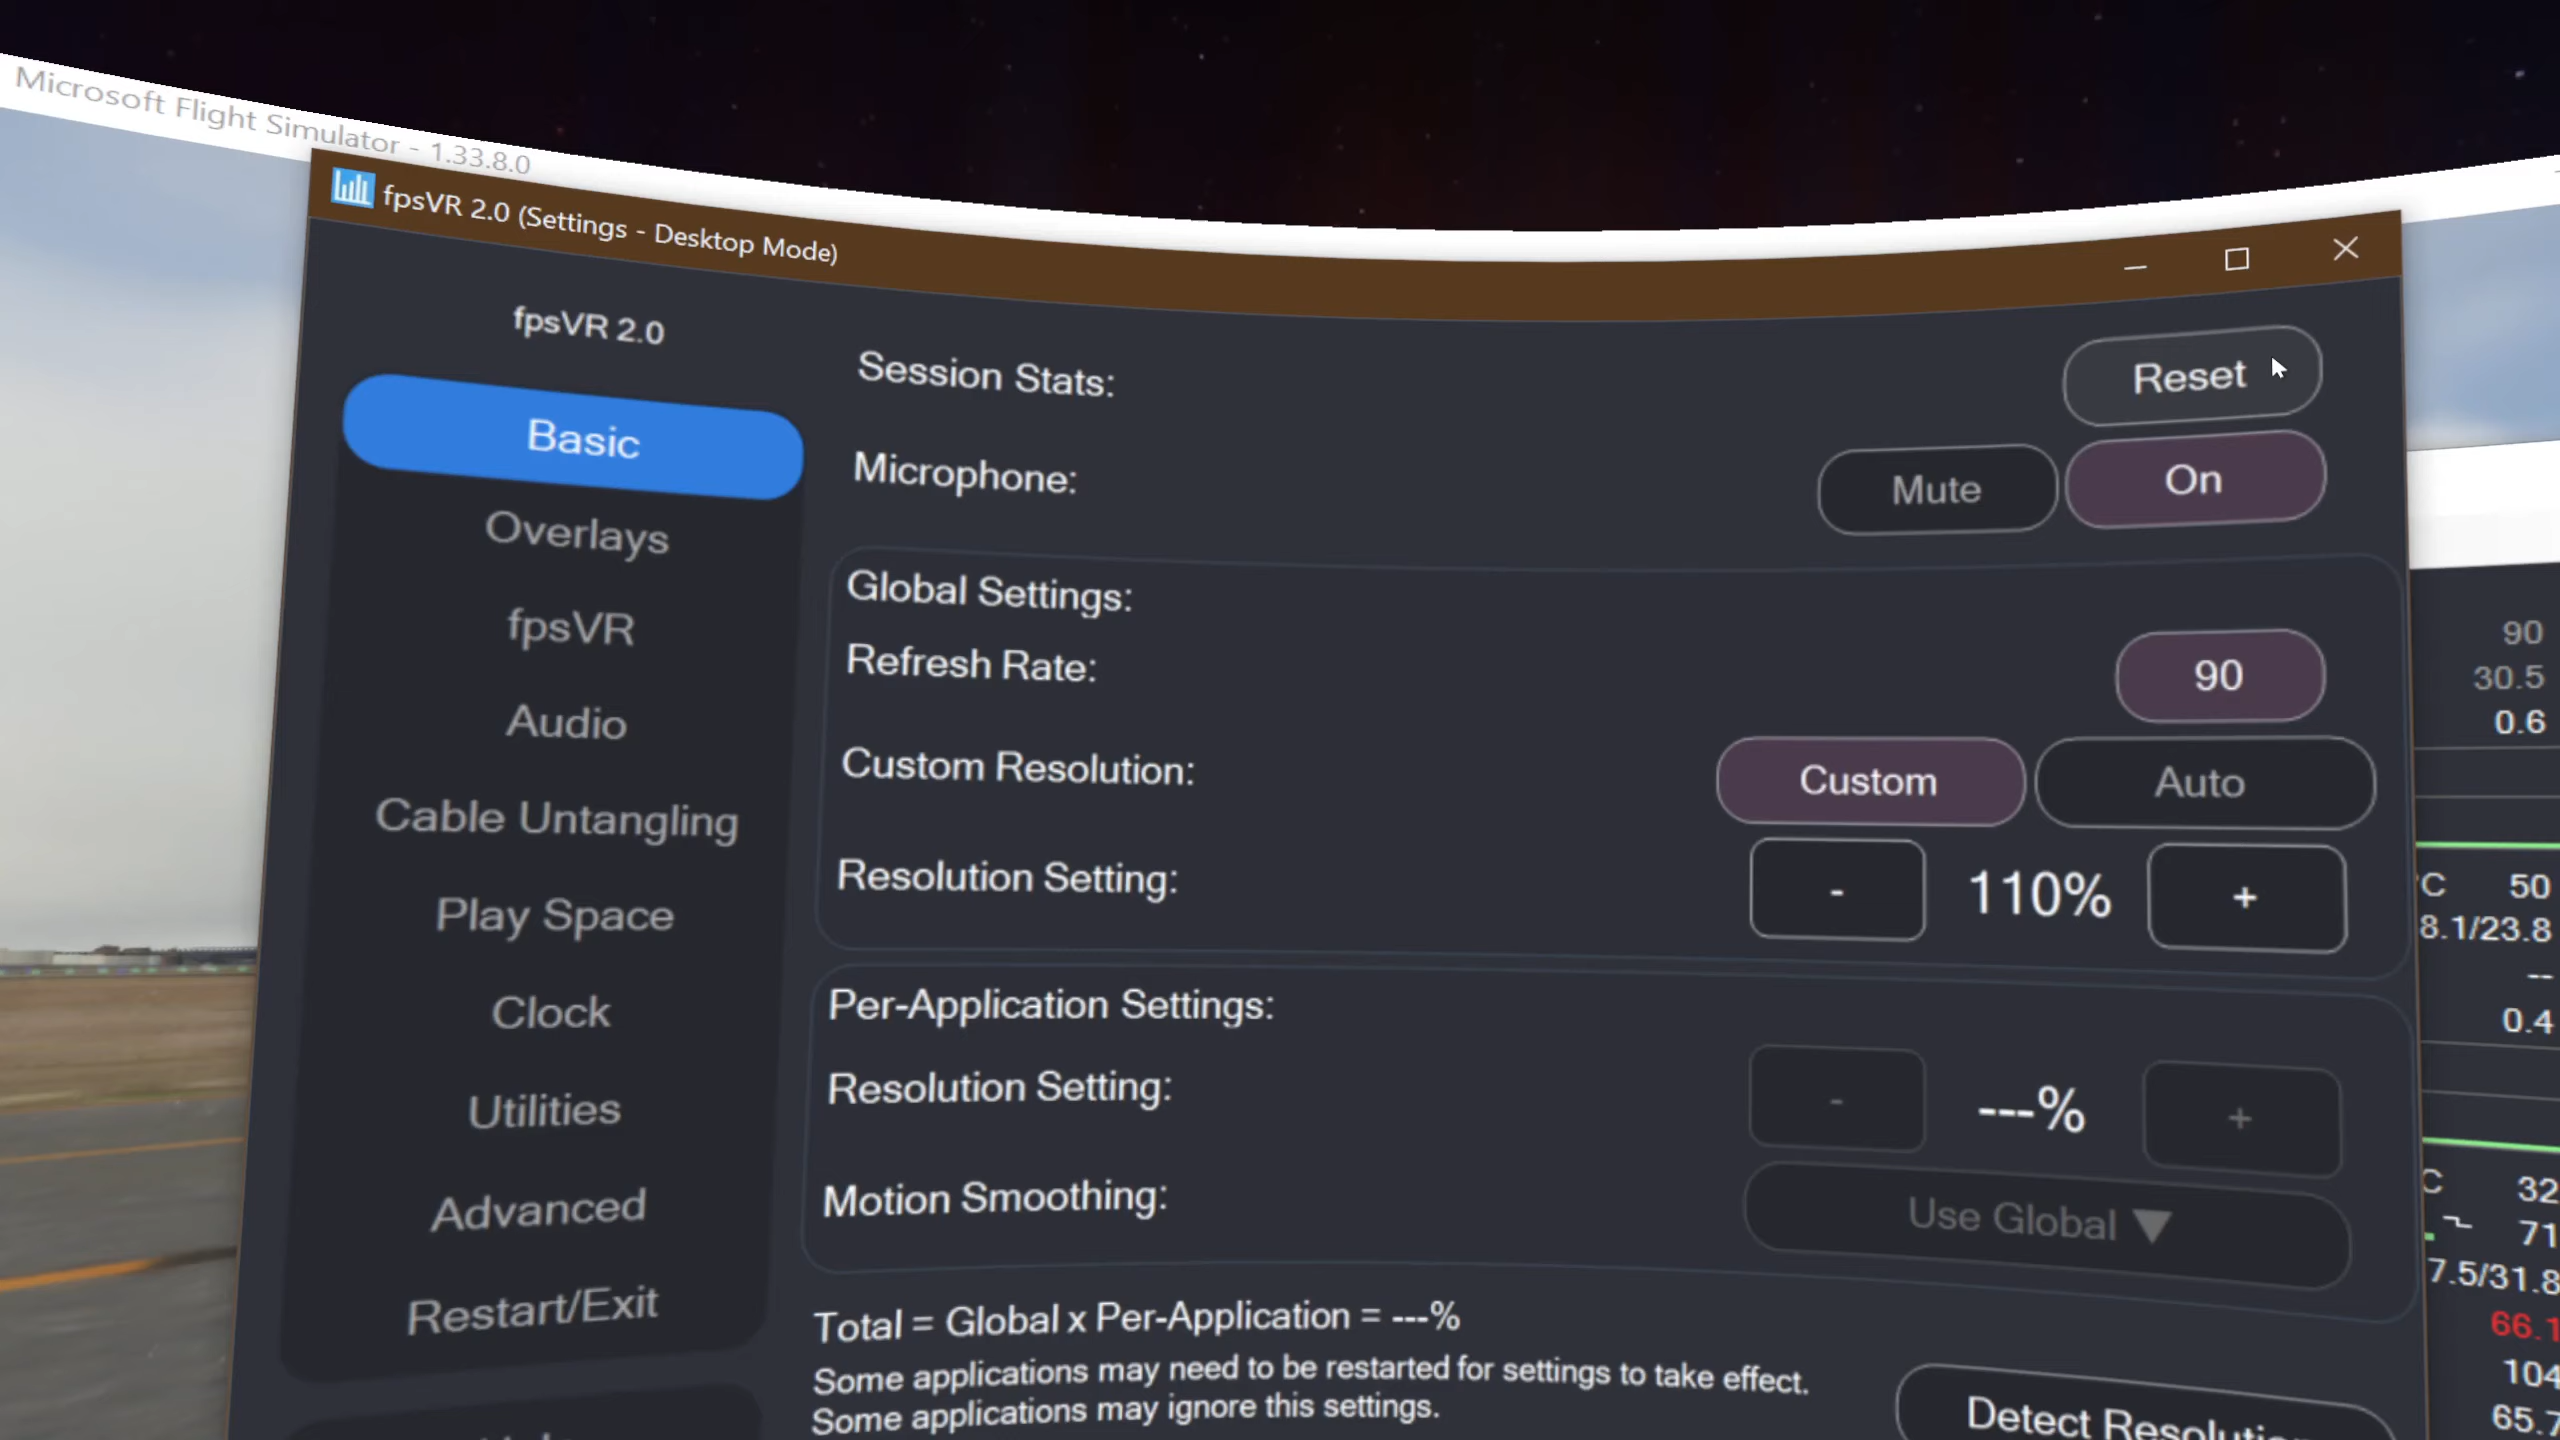 Microsoft Flight Simulator - 1.33.8.0
fpsVR 2.0 (Settings - Desktop Mode)
fpsVR 2.0
Basic
Overlays
fpsVR
Audio
Cable Untangling
Play Space
Clock
Utilities
Advanced
Restart/Exit
Session Stats:
Reset
Microphone:
Mute
On
Global Settings:
Refresh Rate:
90
Custom Resolution:
Custom
Auto
Resolution Setting:
-
110%
+
Per-Application Settings:
Resolution Setting:
-
---%
+
Motion Smoothing:
Use Global
Total = Global x Per-Application = ---%
Some applications may need to be restarted for settings to take effect.
Some applications may ignore this settings.
Detect
90
30.5
0.6
°C 50
8.1/23.8
--
0.4
C 32
71
7.5/31.8
66.1
104
65.7